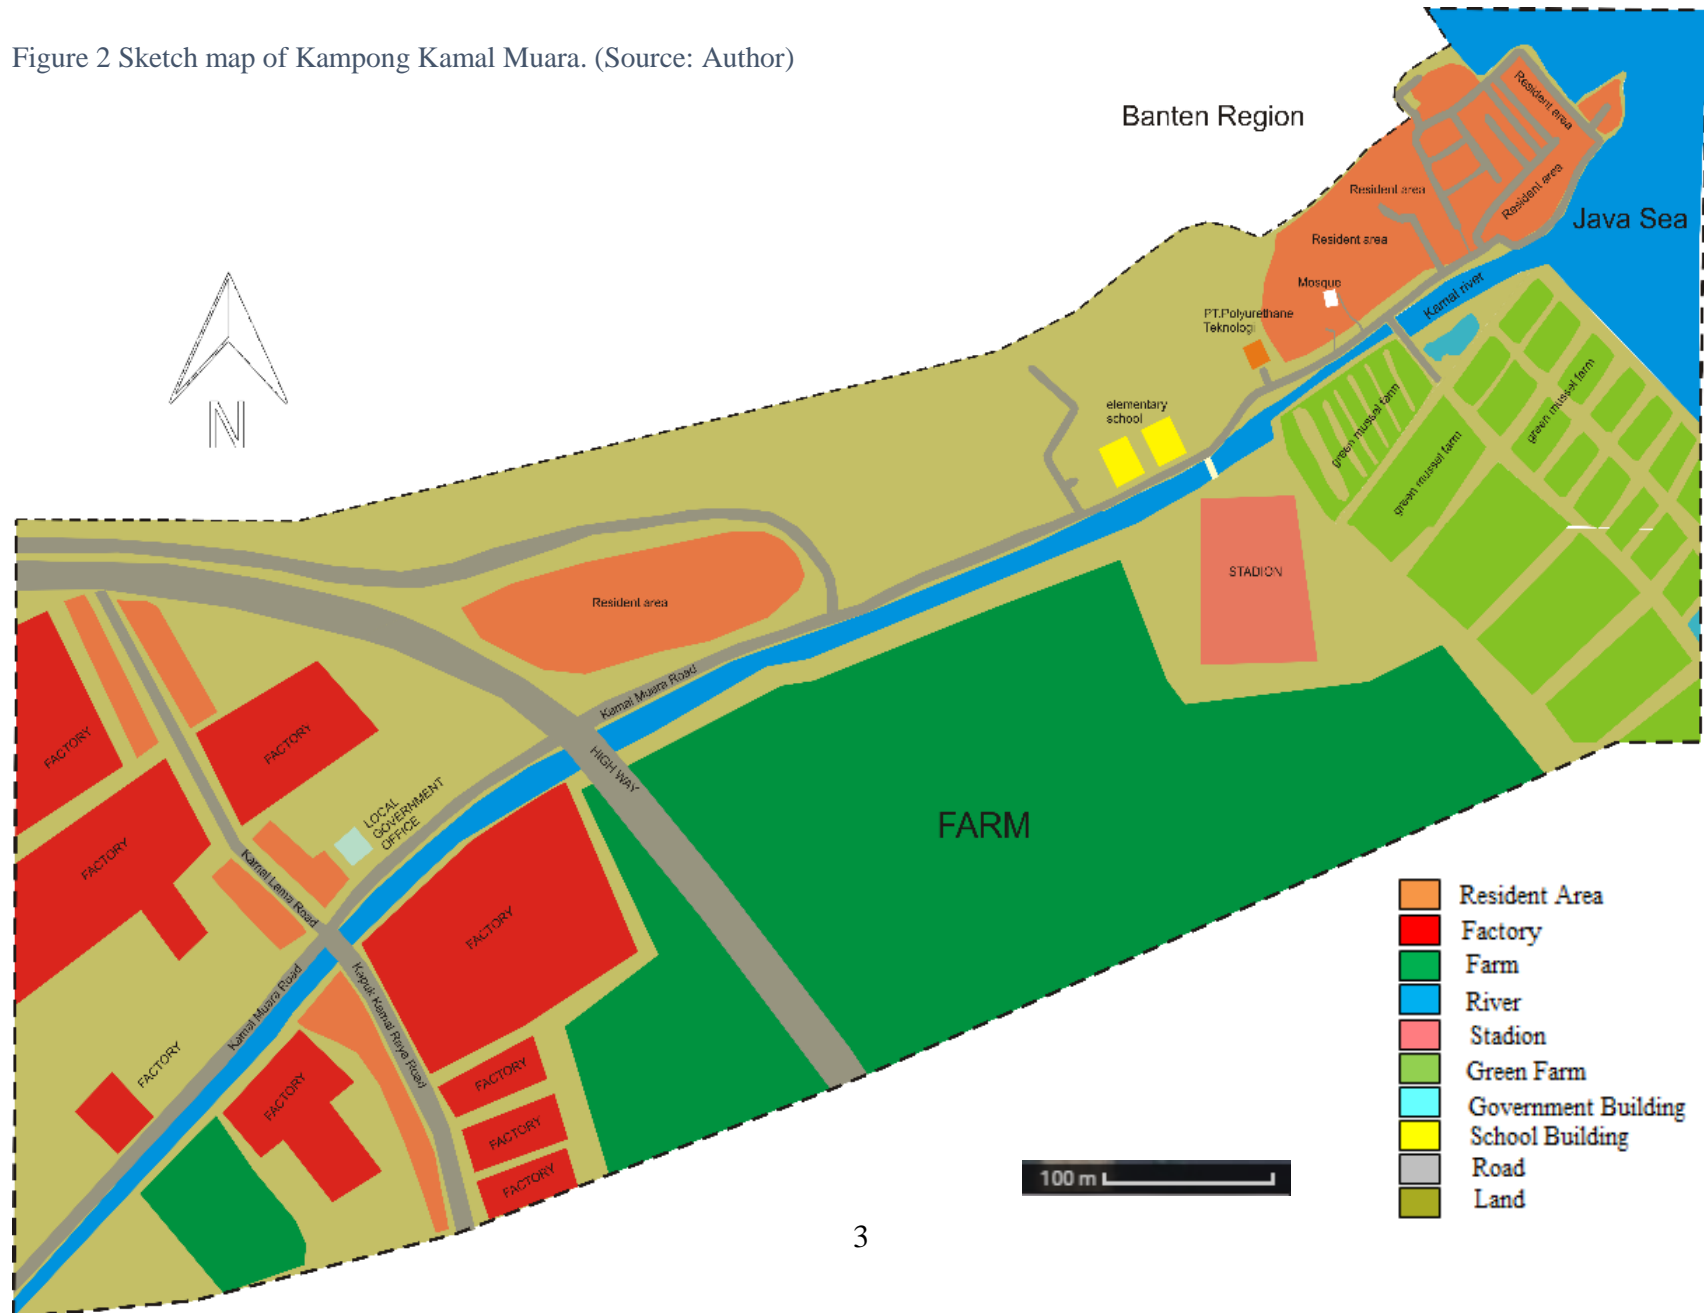 Figure 2 Sketch map of Kampong Kamal Muara. (Source: Author)
Banten Region
Resident area
Resident area
Resident area
Resident area
Java Sea
Mosque
Kamal river
PT.Polyurethane
Teknologi
elementary
school
green mussel farm
green mussel farm
green mussel farm
STADION
Resident area
Kamal Muara Road
HIGH WAY
FACTORY
FACTORY
FACTORY
LOCAL
GOVERNMENT
OFFICE
FARM
Kamal Lama Road
FACTORY
Kamal Muara Road
Kapuk Kamal Raya Road
FACTORY
FACTORY
FACTORY
FACTORY
FACTORY
N
Resident Area
Factory
Farm
River
Stadion
Green Farm
Government Building
School Building
Road
Land
100 m
3